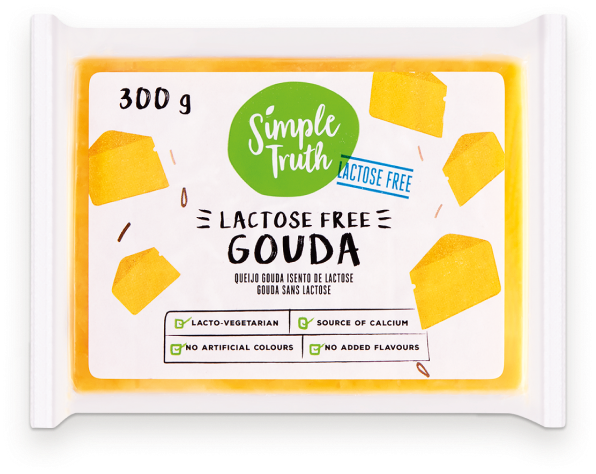 300 g
Simple
Truth
LACTOSE FREE
LACTOSE FREE
GOUDA
QUEIJO GOUDA ISENTO DE LACTOSE
GOUDA SANS LACTOSE
LACTO-VEGETARIAN
SOURCE OF CALCIUM
NO ARTIFICIAL COLOURS
NO ADDED FLAVOURS